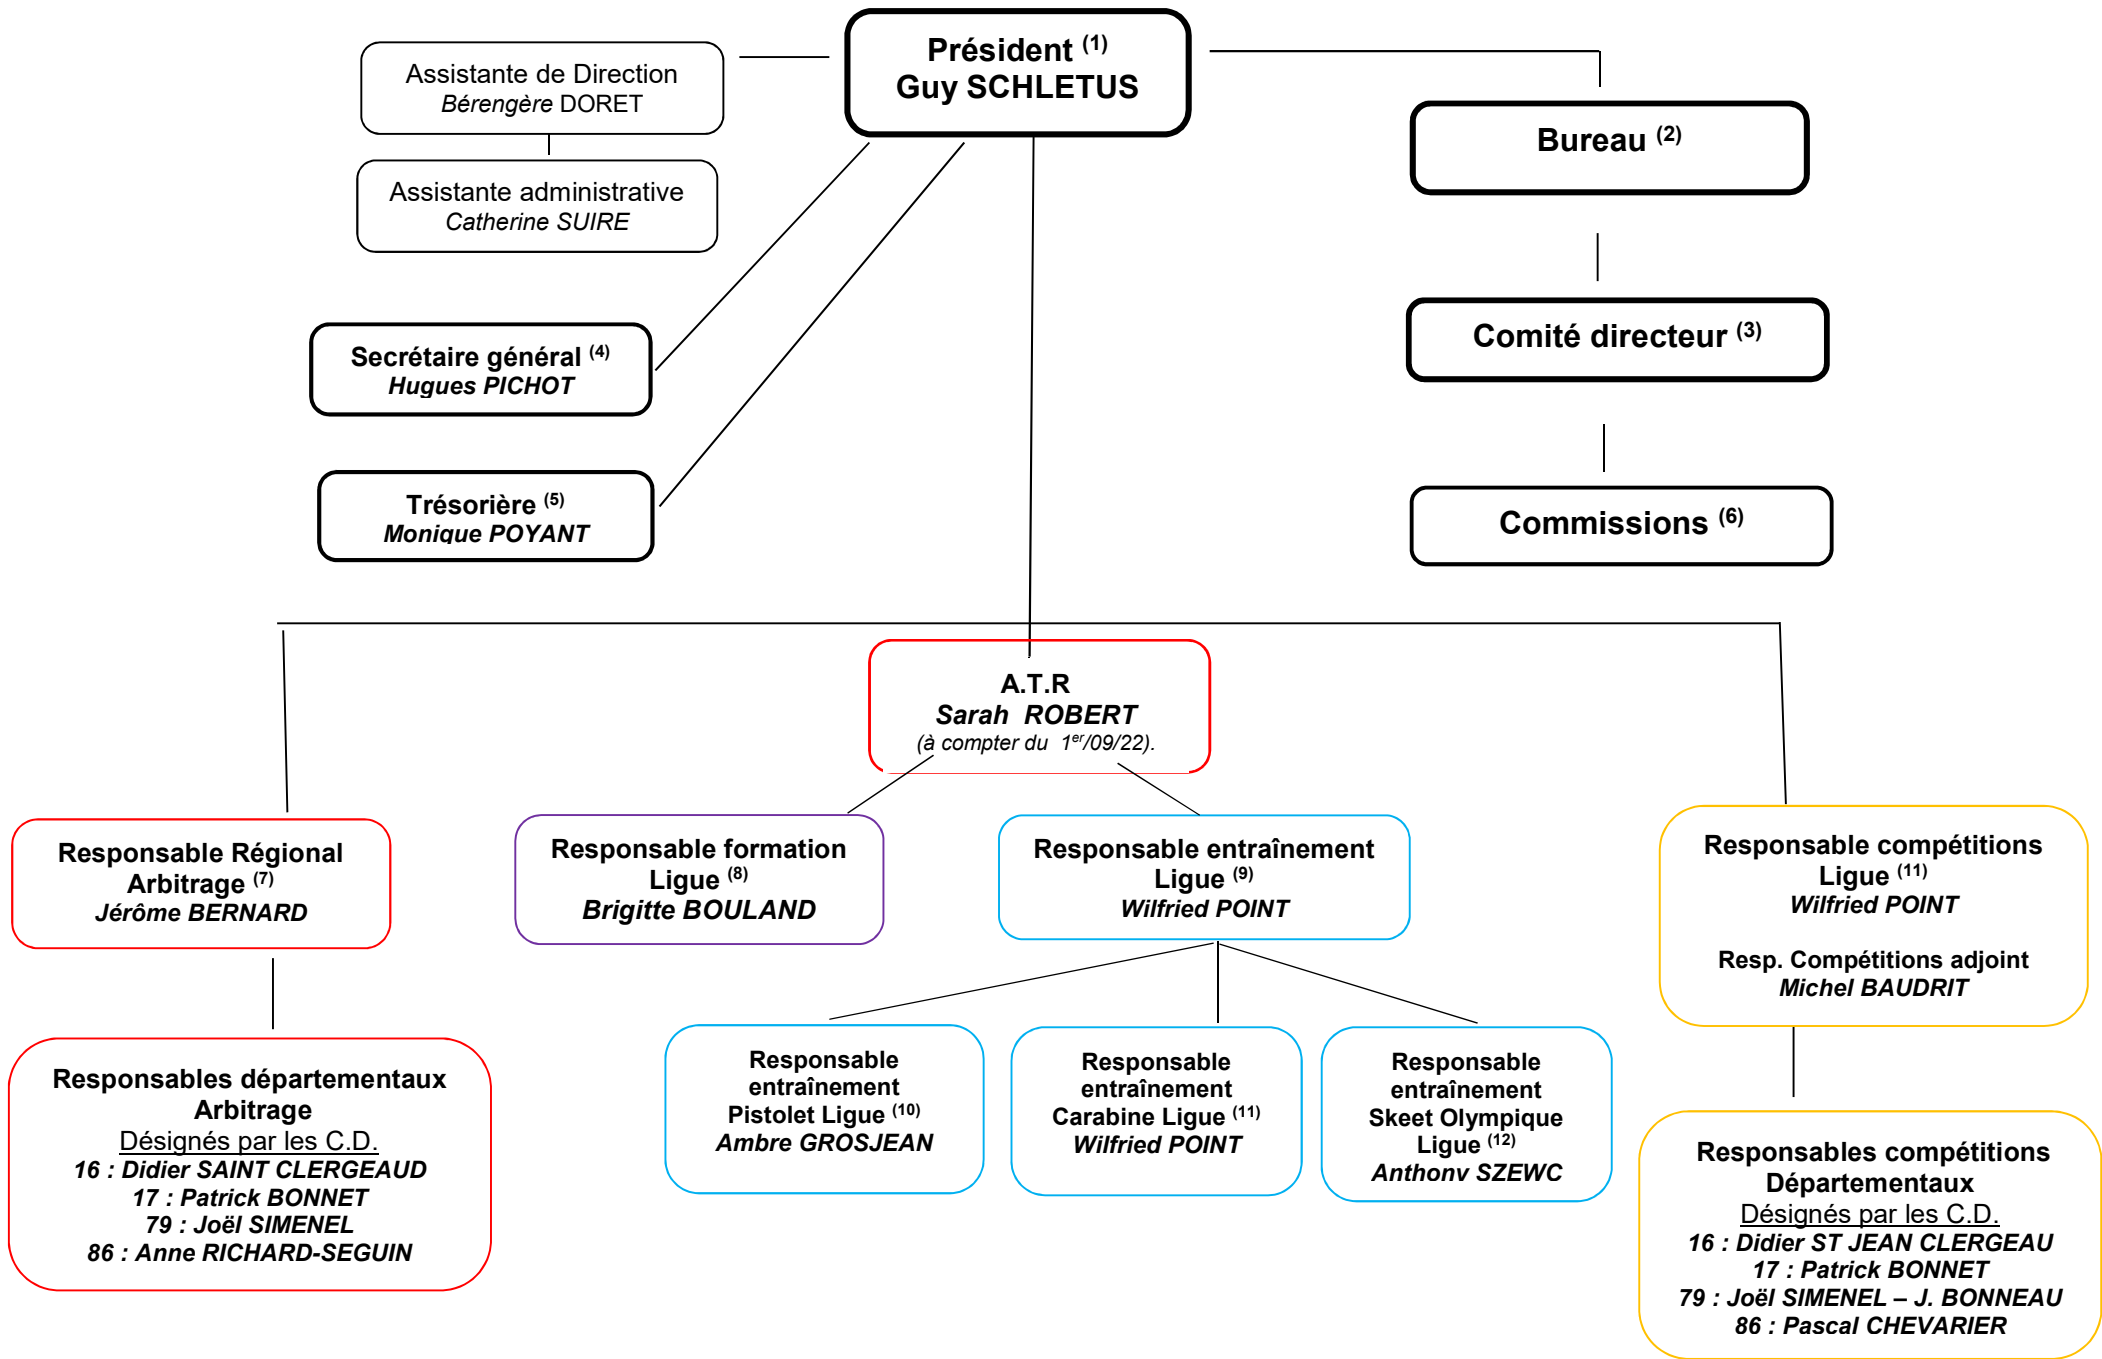 Président (1)
Guy SCHLETUS
Assistante de Direction
Bérengère DORET
Assistante administrative
Catherine SUIRE
Bureau (2)
Comité directeur (3)
Commissions (6)
Secrétaire général (4)
Hugues PICHOT
Trésorière (5)
Monique POYANT
A.T.R
Sarah ROBERT
(à compter du 1er/09/22).
Responsable Régional
Arbitrage (7)
Jérôme BERNARD
Responsable formation
Ligue (8)
Brigitte BOULAND
Responsable entraînement
Ligue (9)
Wilfried POINT
Responsable compétitions
Ligue (11)
Wilfried POINT
Resp. Compétitions adjoint
Michel BAUDRIT
Responsables départementaux
Arbitrage
Désignés par les C.D.
16 : Didier SAINT CLERGEAUD
17 : Patrick BONNET
79 : Joël SIMENEL
86 : Anne RICHARD-SEGUIN
Responsable
entraînement
Pistolet Ligue (10)
Ambre GROSJEAN
Responsable
entraînement
Carabine Ligue (11)
Wilfried POINT
Responsable
entraînement
Skeet Olympique
Ligue (12)
Anthony SZEWC
Responsables compétitions
Départementaux
Désignés par les C.D.
16 : Didier ST JEAN CLERGEAU
17 : Patrick BONNET
79 : Joël SIMENEL – J. BONNEAU
86 : Pascal CHEVARIER